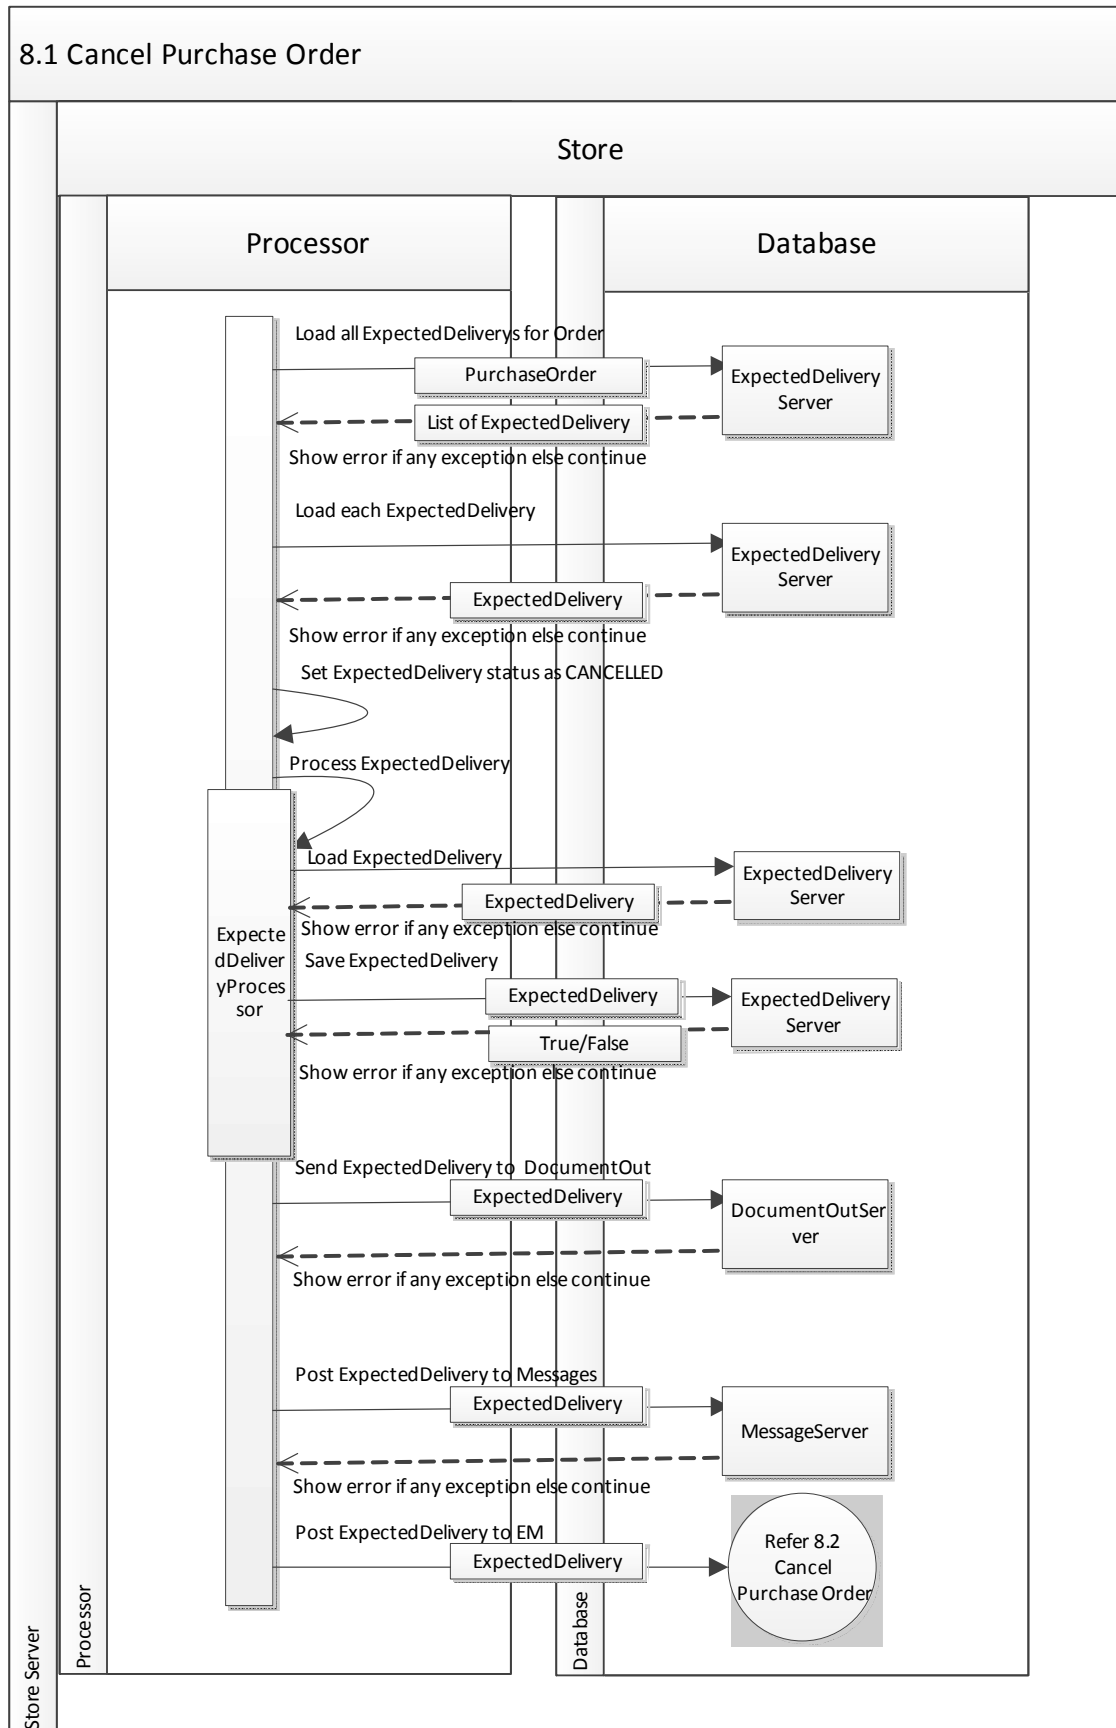 8.1 Cancel Purchase Order
Store
Processor
Database
Load all ExpectedDeliverys for Order
PurchaseOrder
ExpectedDelivery
Server
List of ExpectedDelivery
Show error if any exception else continue
Load each ExpectedDelivery
ExpectedDelivery
Server
ExpectedDelivery
Show error if any exception else continue
Set ExpectedDelivery status as CANCELLED
Process ExpectedDelivery
Load ExpectedDelivery
ExpectedDelivery
Server
ExpectedDelivery
Show error if any exception else continue
Expecte
dDeliver
yProces
sor
Save ExpectedDelivery
ExpectedDelivery
ExpectedDelivery
Server
True/False
Show error if any exception else continue
Send ExpectedDelivery to DocumentOut
ExpectedDelivery
DocumentOutSer
ver
Show error if any exception else continue
Post ExpectedDelivery to Messages
ExpectedDelivery
MessageServer
Show error if any exception else continue
Post ExpectedDelivery to EM
ExpectedDelivery
Refer 8.2
Cancel
Purchase Order
Store Server
Processor
Database